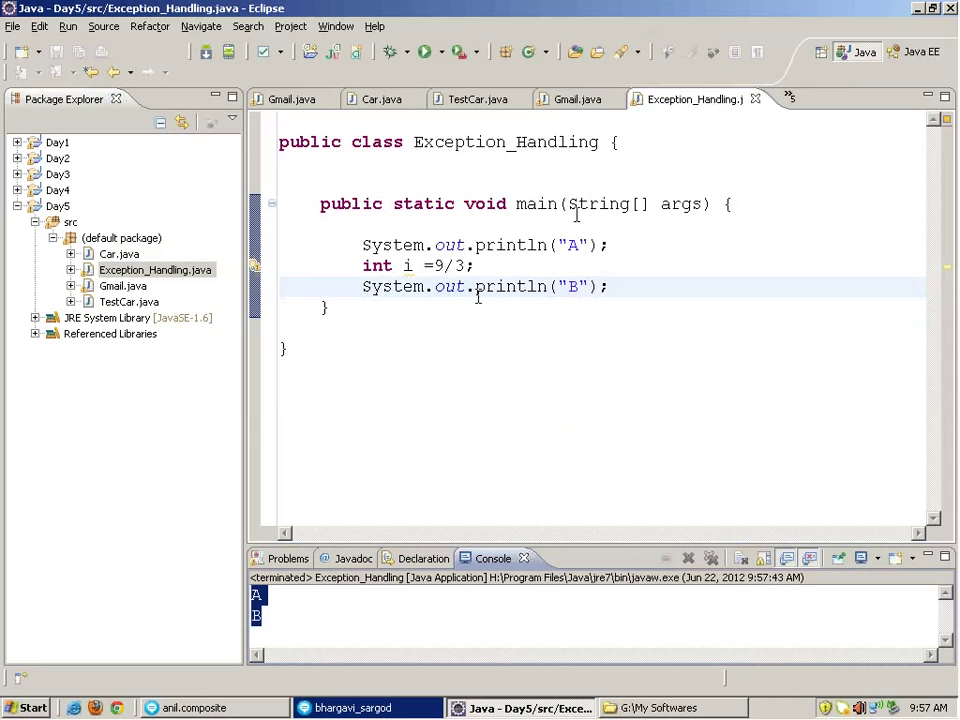 Java - Day5/src/Exception_Handling.java - Eclipse
File Edit Run Source Refactor Navigate Search Project Window Help
Java Java EE
Package Explorer
Gmail.java Car.java TestCar.java Gmail.java Exception_Handling.j »5
Day1
Day2
Day3
Day4
Day5
src
(default package)
Car.java
Exception_Handling.java
Gmail.java
TestCar.java
JRE System Library [JavaSE-1.6]
Referenced Libraries
public class Exception_Handling {
public static void main(String[] args) {
System.out.println("A");
int i =9/3;
System.out.println("B");
}
}
Problems @ Javadoc Declaration Console
<terminated> Exception_Handling [Java Application] H:\Program Files\Java\jre7\bin\javaw.exe (Jun 22, 2012 9:57:43 AM)
A
B
Start anil.composite bhargavi_sargod Java - Day5/src/Exce... G:\My Softwares 9:57 AM